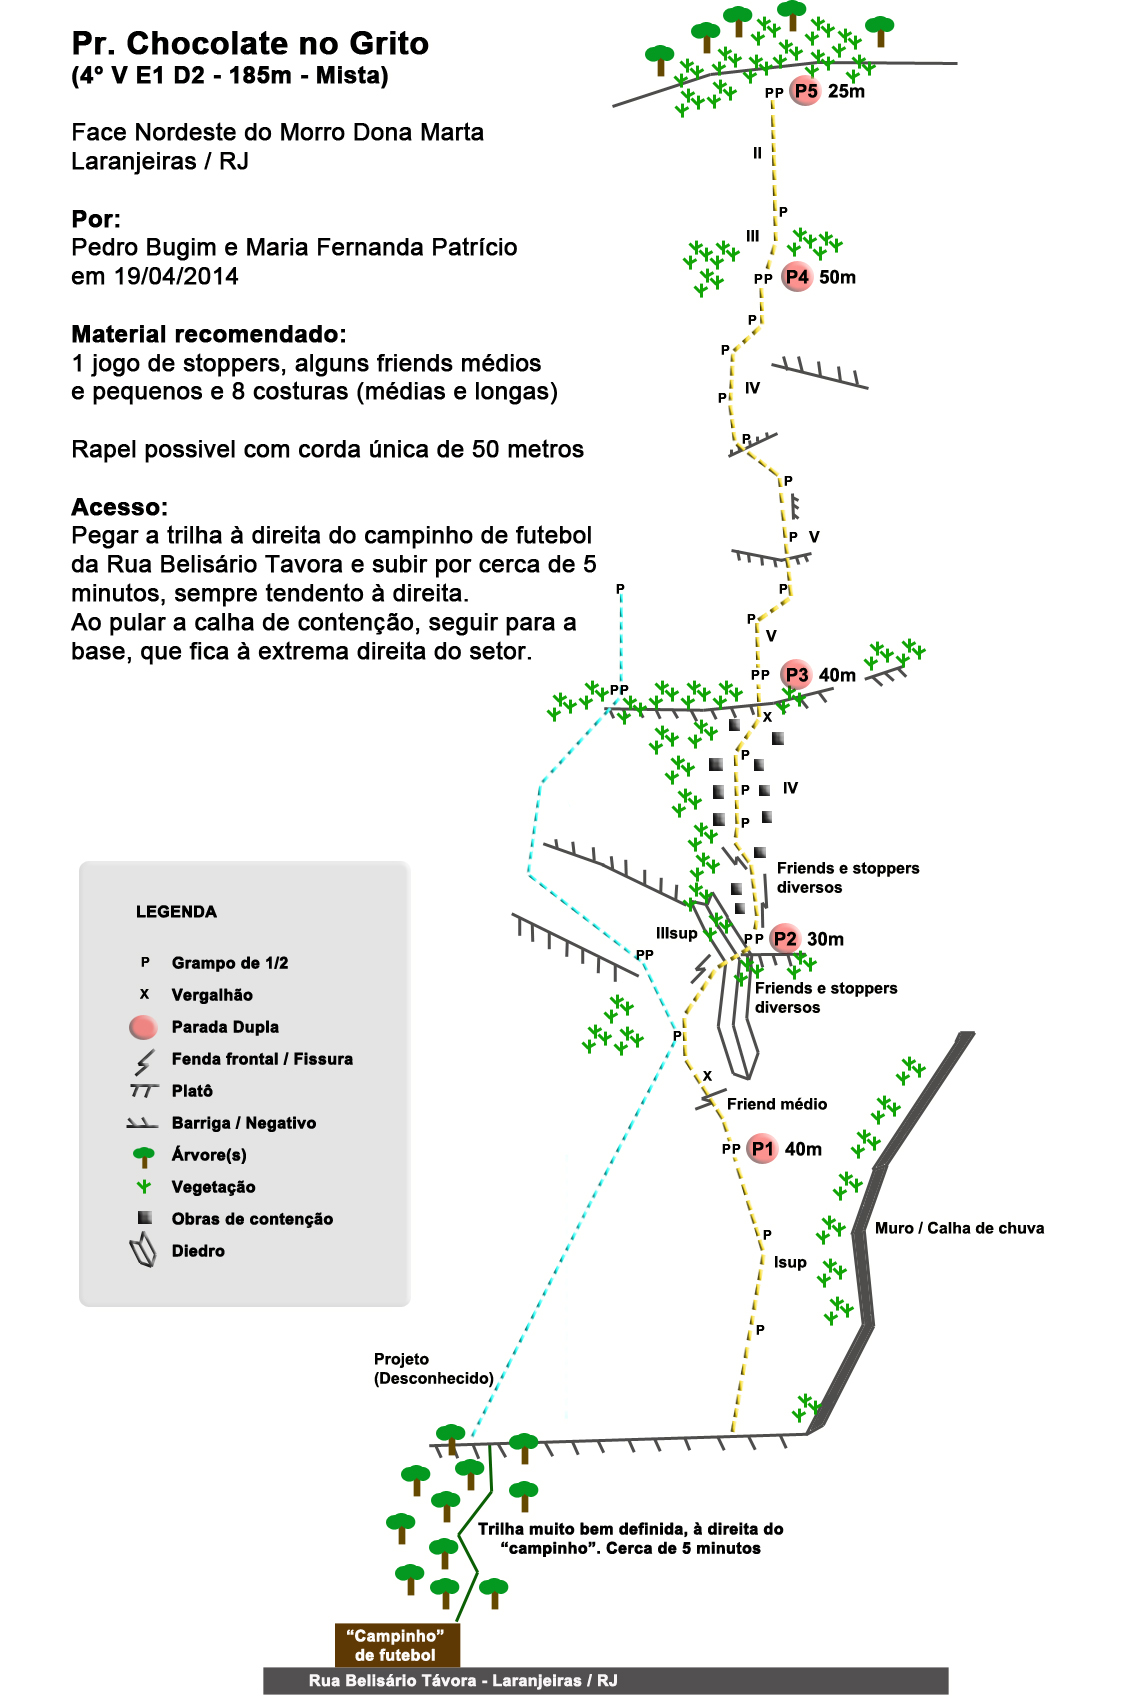 Pr. Chocolate no Grito
(4º V E1 D2 - 185m - Mista)
Face Nordeste do Morro Dona Marta
Laranjeiras / RJ
Por:
Pedro Bugim e Maria Fernanda Patrício
em 19/04/2014
Material recomendado:
1 jogo de stoppers, alguns friends médios
e pequenos e 8 costuras (médias e longas)
Rapel possivel com corda única de 50 metros
Acesso:
Pegar a trilha à direita do campinho de futebol
da Rua Belisário Tavora e subir por cerca de 5
minutos, sempre tendento à direita.
Ao pular a calha de contenção, seguir para a
base, que fica à extrema direita do setor.
PP P5 25m
II
P
III
PP P4 50m
P
P
IV
P
P
P
P V
P
P
P
V
PP P3 40m
PP
X
P
P IV
P
Friends e stoppers
diversos
IIIsup
PP P2 30m
PP
Friends e stoppers
diversos
P
X
Friend médio
PP P1 40m
P
Isup
P
Muro / Calha de chuva
Projeto
(Desconhecido)
LEGENDA
P Grampo de 1/2
X Vergalhão
Parada Dupla
Fenda frontal / Fissura
Platô
Barriga / Negativo
Árvore(s)
Vegetação
Obras de contenção
Diedro
Trilha muito bem definida, à direita do
“campinho”. Cerca de 5 minutos
“Campinho”
de futebol
Rua Belisário Távora - Laranjeiras / RJ